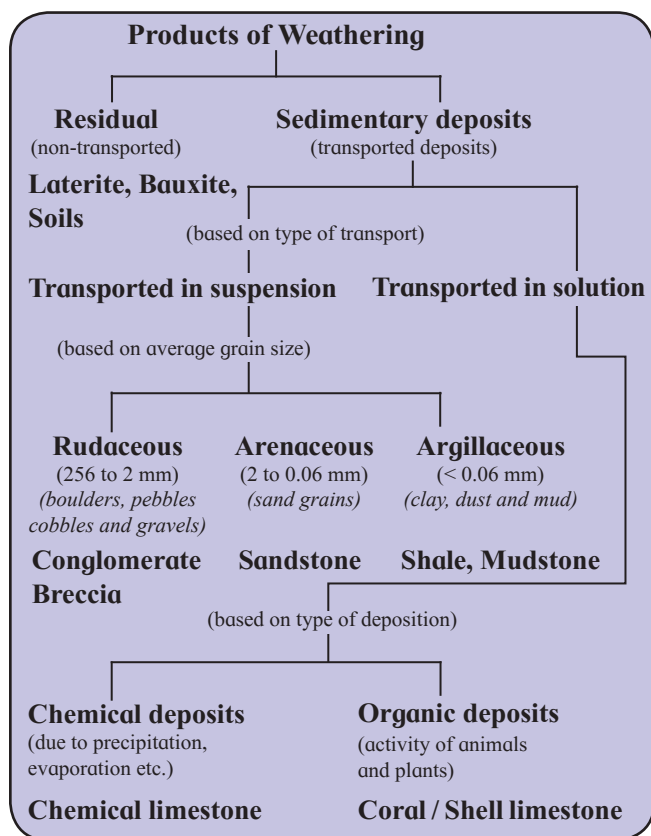 Products of Weathering
Residual
(non-transported)
Laterite, Bauxite,
Soils
Sedimentary deposits
(transported deposits)
(based on type of transport)
Transported in suspension
Transported in solution
(based on average grain size)
Rudaceous
(256 to 2 mm)
(boulders, pebbles
cobbles and gravels)
Conglomerate
Breccia
Arenaceous
(2 to 0.06 mm)
(sand grains)
Sandstone
Argillaceous
(< 0.06 mm)
(clay, dust and mud)
Shale, Mudstone
(based on type of deposition)
Chemical deposits
(due to precipitation,
evaporation etc.)
Chemical limestone
Organic deposits
(activity of animals
and plants)
Coral / Shell limestone